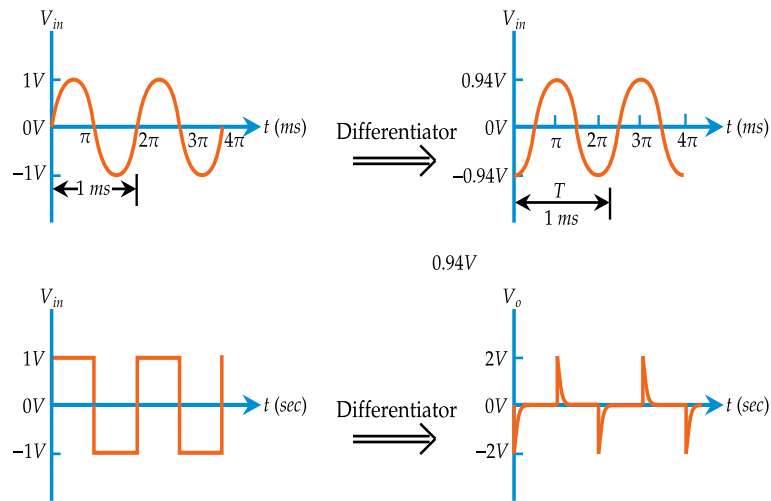 V_in
1V
0V
−1V
π
2π
3π
4π
t (ms)
1 ms
Differentiator
V_in
0.94V
0V
−0.94V
π
2π
3π
4π
t (ms)
T
1 ms
0.94V
V_in
1V
0V
−1V
t (sec)
Differentiator
V_o
2V
0V
−2V
t (sec)